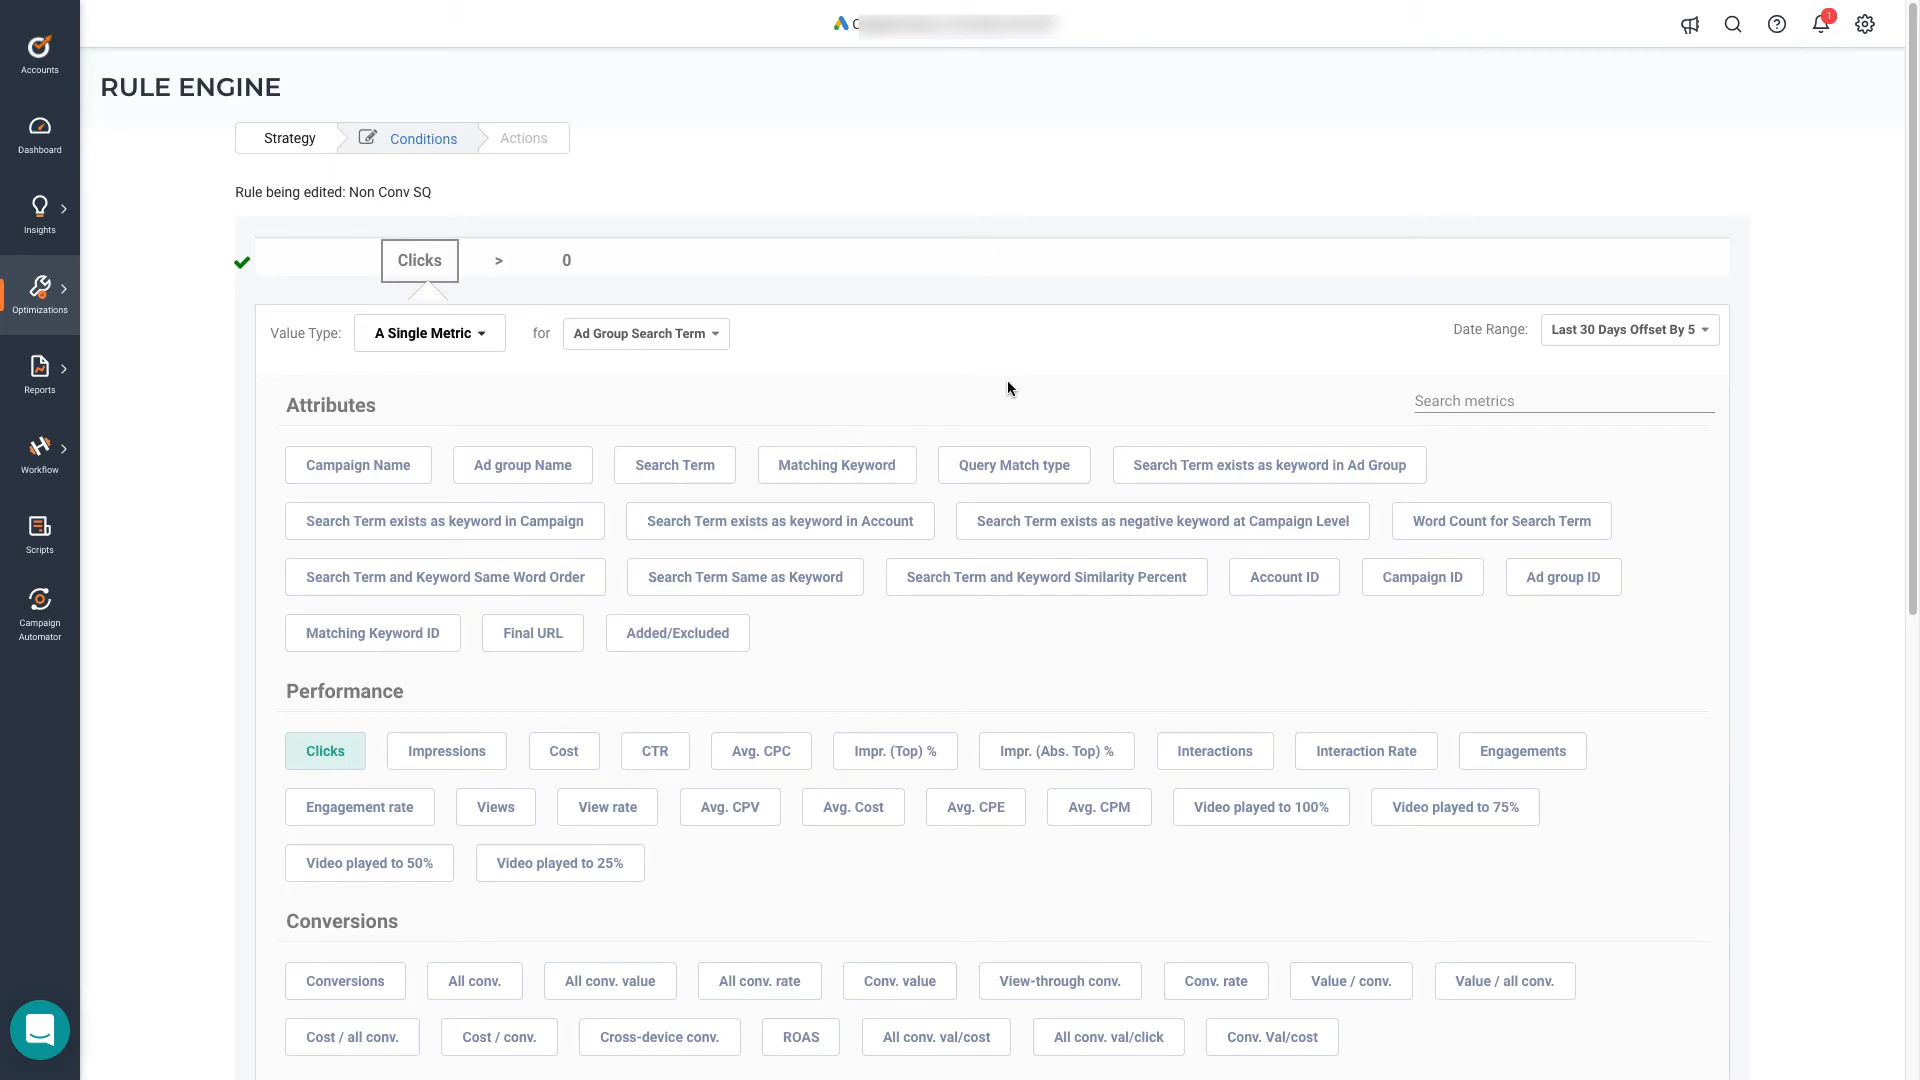 1
Accounts
RULE ENGINE
Strategy Conditions Actions
Dashboard
Rule being edited: Non Conv SQ
Insights
Clicks > 0
Optimizations
Value Type: A Single Metric for Ad Group Search Term Date Range: Last 30 Days Offset By 5
Reports
Attributes Search metrics
Campaign Name Ad group Name Search Term Matching Keyword Query Match type Search Term exists as keyword in Ad Group
Workflow
Search Term exists as keyword in Campaign Search Term exists as keyword in Account Search Term exists as negative keyword at Campaign Level Word Count for Search Term
Scripts
Search Term and Keyword Same Word Order Search Term Same as Keyword Search Term and Keyword Similarity Percent Account ID Campaign ID Ad group ID
Campaign
Automator
Matching Keyword ID Final URL Added/Excluded
Performance
Clicks Impressions Cost CTR Avg. CPC Impr. (Top) % Impr. (Abs. Top) % Interactions Interaction Rate Engagements
Engagement rate Views View rate Avg. CPV Avg. Cost Avg. CPE Avg. CPM Video played to 100% Video played to 75%
Video played to 50% Video played to 25%
Conversions
Conversions All conv. All conv. value All conv. rate Conv. value View-through conv. Conv. rate Value / conv. Value / all conv.
Cost / all conv. Cost / conv. Cross-device conv. ROAS All conv. val/cost All conv. val/click Conv. Val/cost